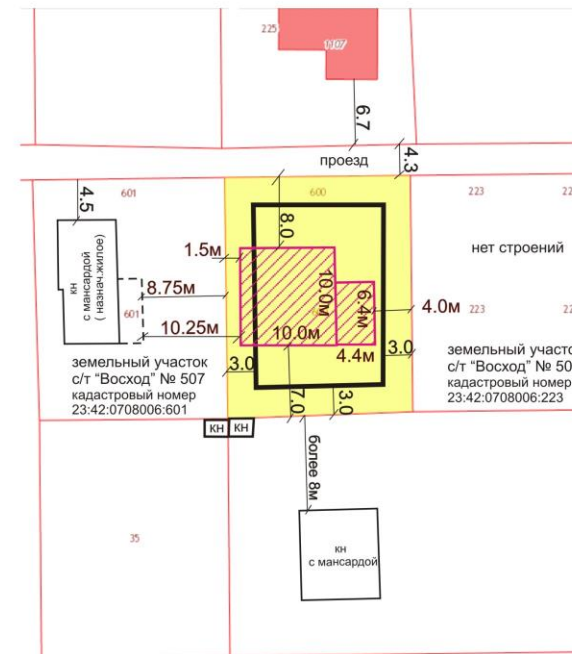 225
1107
6.7
4.3
проезд
601
600
223
22
4.5
8.0
нет строений
1.5м
кн
с мансардой
( назнач.жилое)
8.75м
10.0м
6.4м
601
223
22
4.0м
10.25м
10.0м
4.4м
3.0
3.0
земельный участок
с/т "Восход" № 507
кадастровый номер
23:42:0708006:601
земельный участо
с/т "Восход" № 50
кадастровый номер
23:42:0708006:223
7.0
3.0
кн
кн
более 8м
35
кн
с мансардой